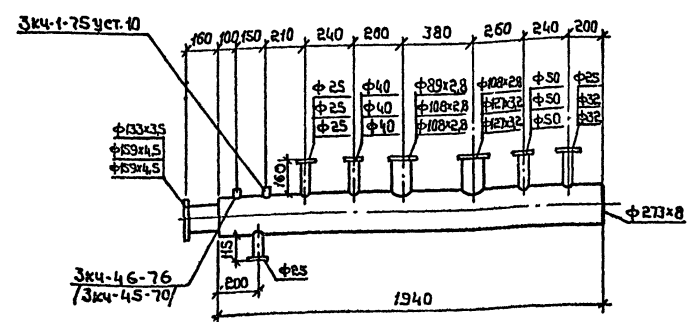 3кч-1-75 уст.10
160 100 150 210 240 280 380 260 240 200
ф25 ф40 ф89х2,8 ф108х2,8 ф50 ф25
ф25 ф40 ф108х2,8 ф127х3,2 ф50 ф32
ф25 ф40 ф108х2,8 ф127х3,2 ф50 ф32
ф133х3,5
ф159х4,5
ф159х4,5
160
ф273х8
115
ф25
3кч-46-76
/3кч-45-70/
200
1940